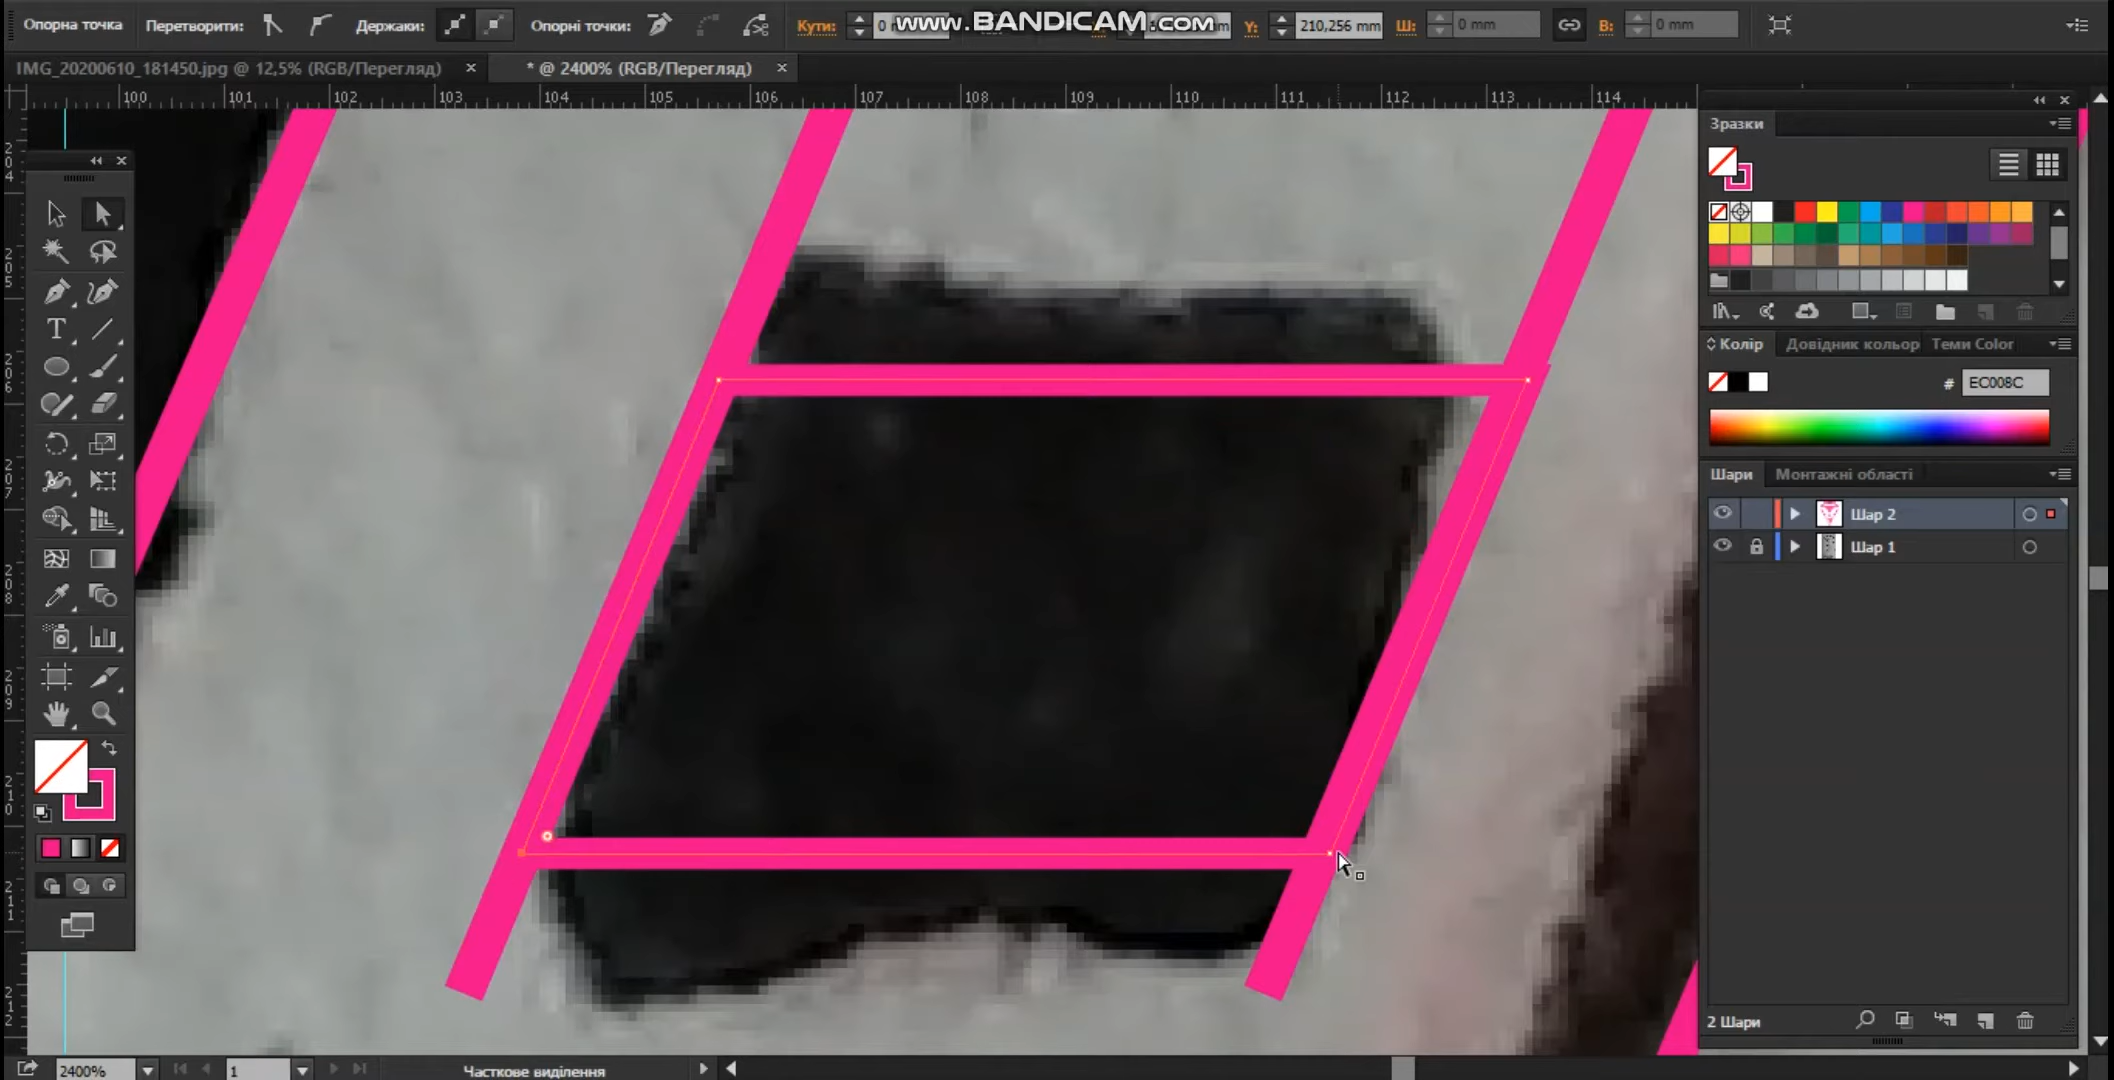 Опорна точка Перетворити: Держаки: Опорні точки: Кути: 0 www.BANDICAM.com m Y: 210,256 mm Ш: 0 mm В: 0 mm
IMG_20200610_181450.jpg @ 12,5% (RGB/Перегляд) × * @ 2400% (RGB/Перегляд) ×
100 101 102 103 104 105 106 107 108 109 110 111 112 113 114
Зразки
Колір Довідник кольор Теми Color
# EC008C
Шари Монтажні області
Шар 2
Шар 1
2 Шари
2400% 1 Часткове виділення